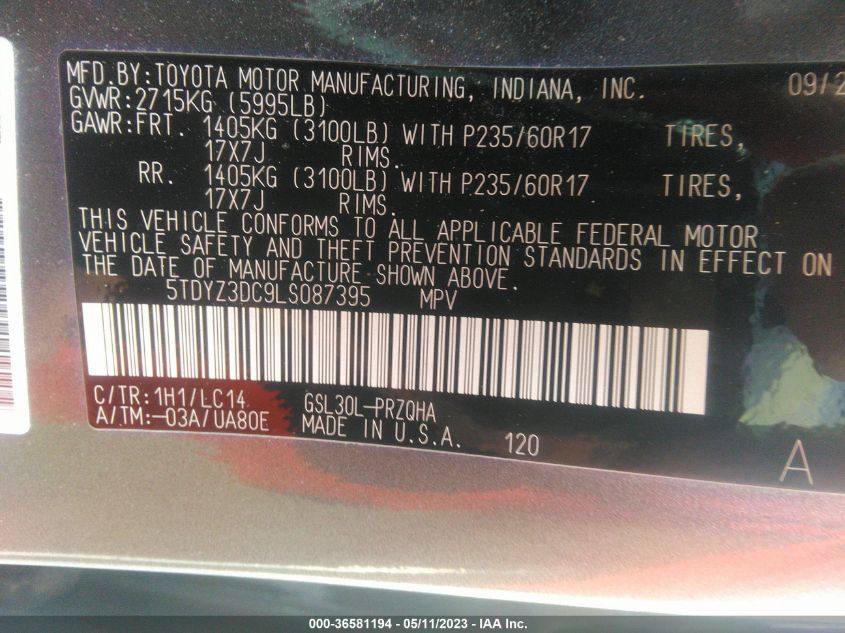 MFD.BY:TOYOTA MOTOR MANUFACTURING, INDIANA, INC. 09/2
GVWR:2715KG (5995LB)
GAWR:FRT. 1405KG (3100LB) WITH P235/60R17 TIRES,
17X7J RIMS.
RR. 1405KG (3100LB) WITH P235/60R17 TIRES,
17X7J RIMS.
THIS VEHICLE CONFORMS TO ALL APPLICABLE FEDERAL MOTOR
VEHICLE SAFETY AND THEFT PREVENTION STANDARDS IN EFFECT ON
THE DATE OF MANUFACTURE SHOWN ABOVE.
5TDYZ3DC9LS087395 MPV
C/TR:1H1/LC14 GSL30L-PRZQHA
A/TM:-03A/UA80E MADE IN U.S.A. 120
A
000-36581194 - 05/11/2023 - IAA Inc.